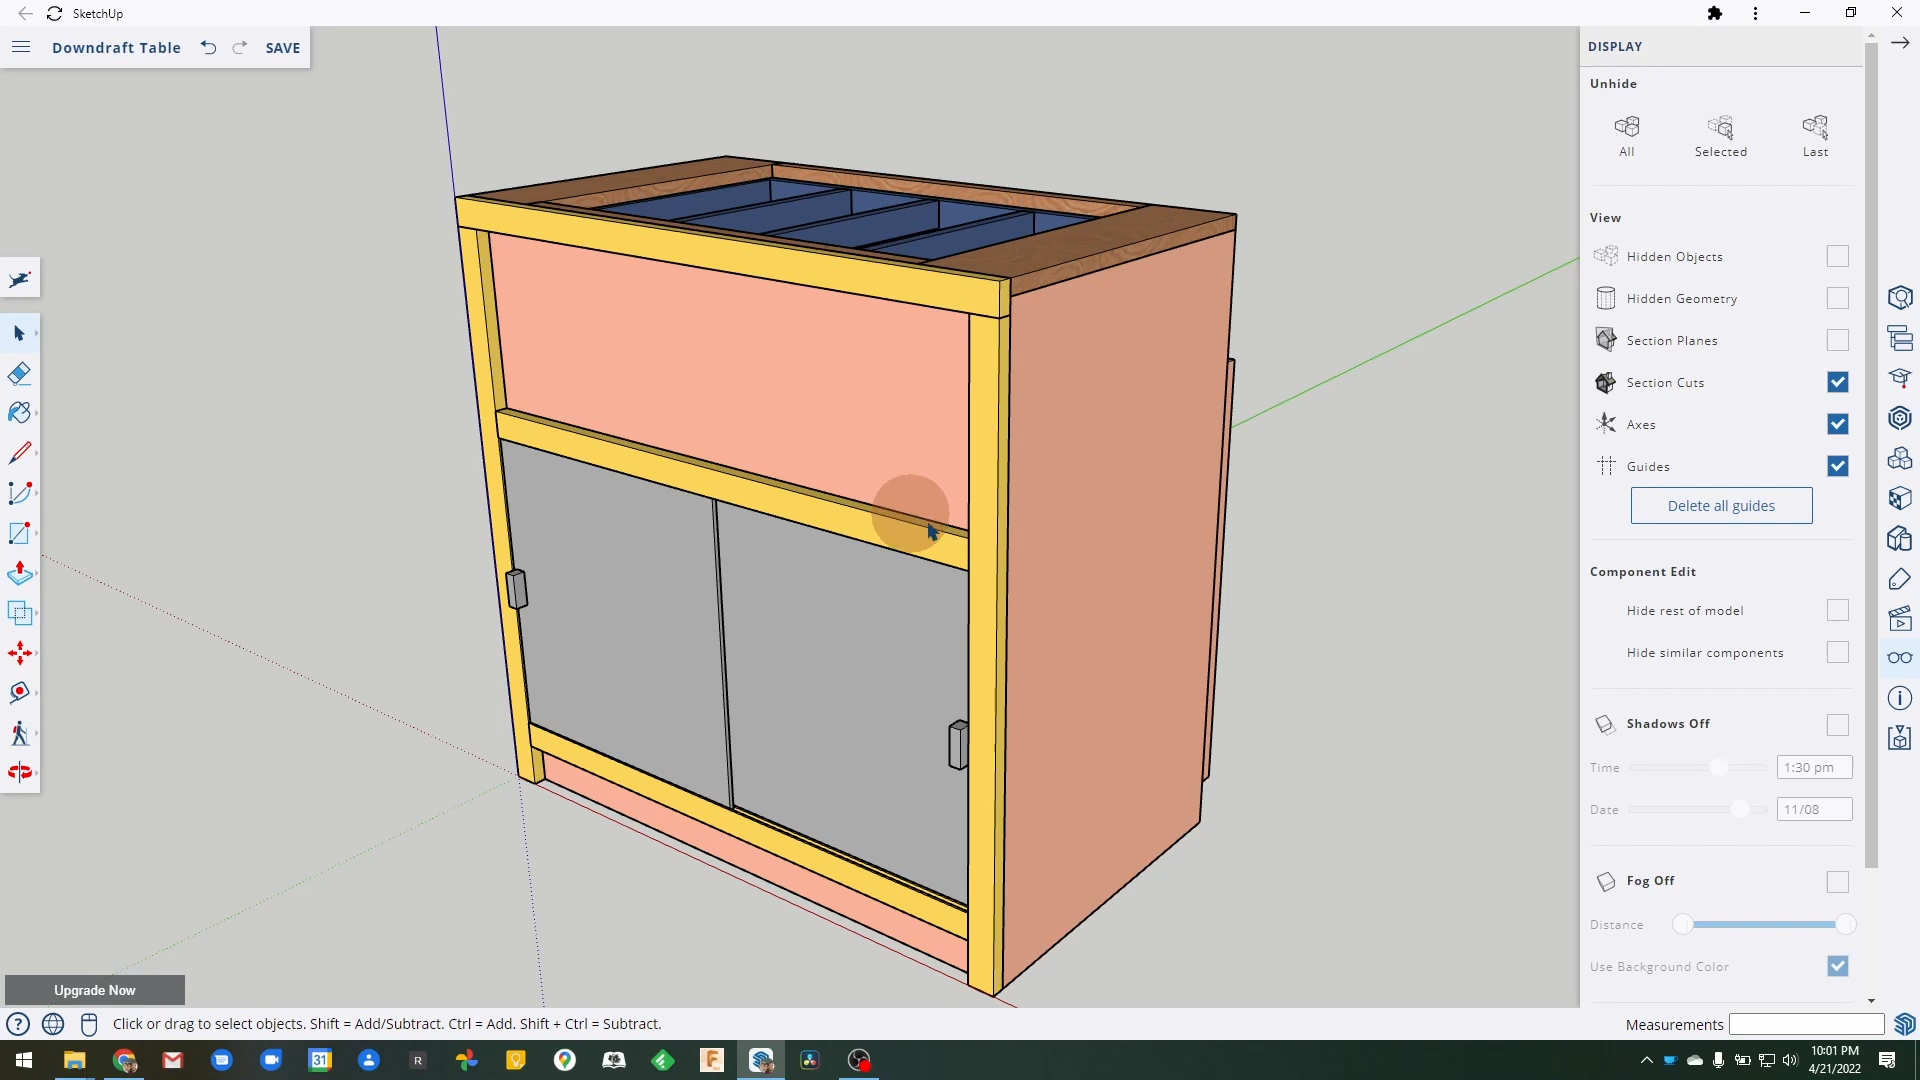 SketchUp
Downdraft Table
SAVE
DISPLAY
Unhide
All
Selected
Last
View
Hidden Objects
Hidden Geometry
Section Planes
Section Cuts
Axes
Guides
Delete all guides
Component Edit
Hide rest of model
Hide similar components
Shadows Off
Time
1:30 pm
Date
11/08
Fog Off
Distance
Use Background Color
Upgrade Now
Click or drag to select objects. Shift = Add/Subtract. Ctrl = Add. Shift + Ctrl = Subtract.
Measurements
31
R
F
10:01 PM
4/21/2022